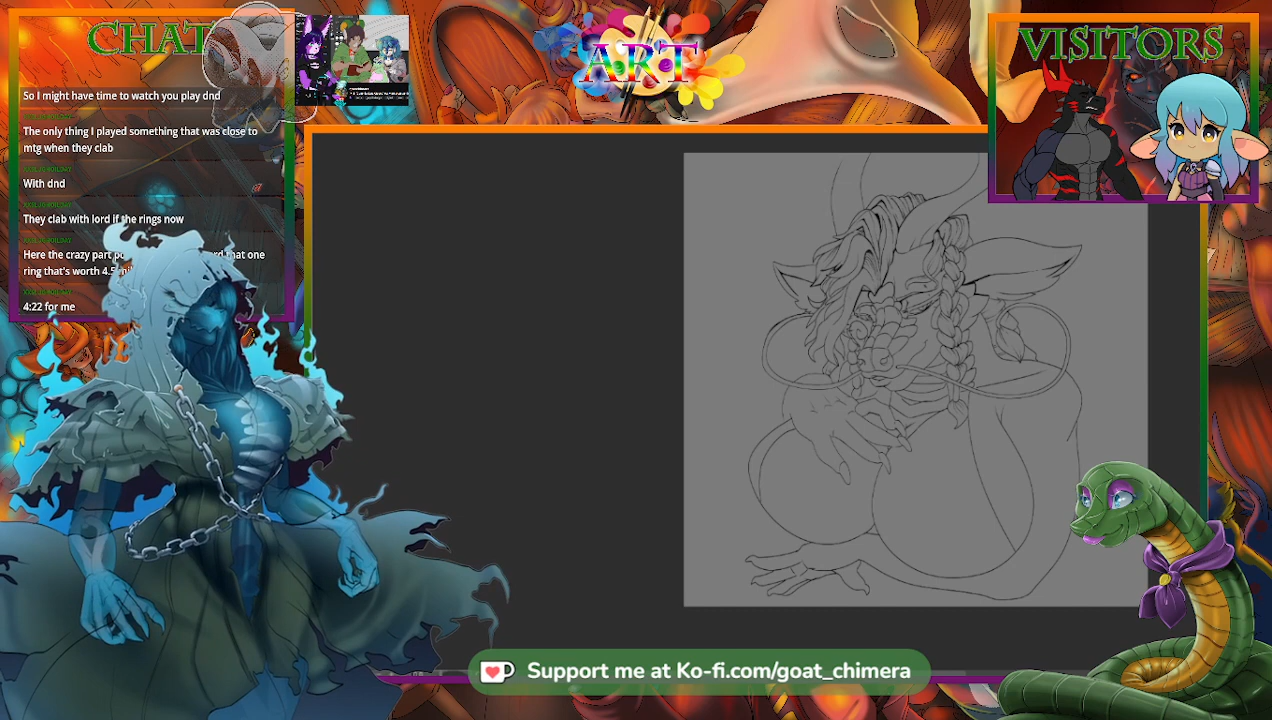 CHAT
So I might have time to watch you play dnd
The only thing I played something that was close to
mtg when they clab
With dnd
They clab with lord if the rings now
Here the crazy part
that one
ring that's worth 4.5
4:22 for me
ART
VISITORS
Support me at Ko-fi.com/goat_chimera